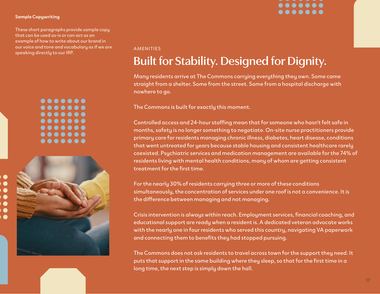 Sample Copywriting
These short paragraphs provide sample copy
that can be used as-is or can act as an
example of how to write about our brand in
our voice and tone and vocabulary as if we are
speaking directly to our IRP.
AMENITIES
Built for Stability. Designed for Dignity.
Many residents arrive at The Commons carrying everything they own. Some came
straight from a shelter. Some from the street. Some from a hospital discharge with
nowhere to go.
The Commons is built for exactly this moment.
Controlled access and 24-hour staffing mean that for someone who hasn't felt safe in
months, safety is no longer something to negotiate. On-site nurse practitioners provide
primary care for residents managing chronic illness, diabetes, heart disease, conditions
that went untreated for years because stable housing and consistent healthcare rarely
coexisted. Psychiatric services and medication management are available for the 74% of
residents living with mental health conditions, many of whom are getting consistent
treatment for the first time.
For the nearly 30% of residents carrying three or more of these conditions
simultaneously, the concentration of services under one roof is not a convenience. It is
the difference between managing and not managing.
Crisis intervention is always within reach. Employment services, financial coaching, and
educational support are ready when a resident is. A dedicated veteran advocate works
with the nearly one in four residents who served this country, navigating VA paperwork
and connecting them to benefits they had stopped pursuing.
The Commons does not ask residents to travel across town for the support they need. It
puts that support in the same building where they sleep, so that for the first time in a
long time, the next step is simply down the hall.